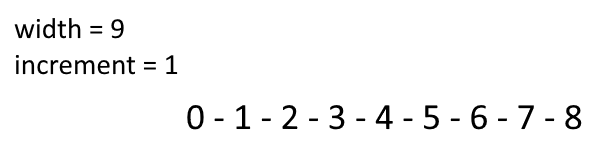 width = 9
increment = 1
0 - 1 - 2 - 3 - 4 - 5 - 6 - 7 - 8